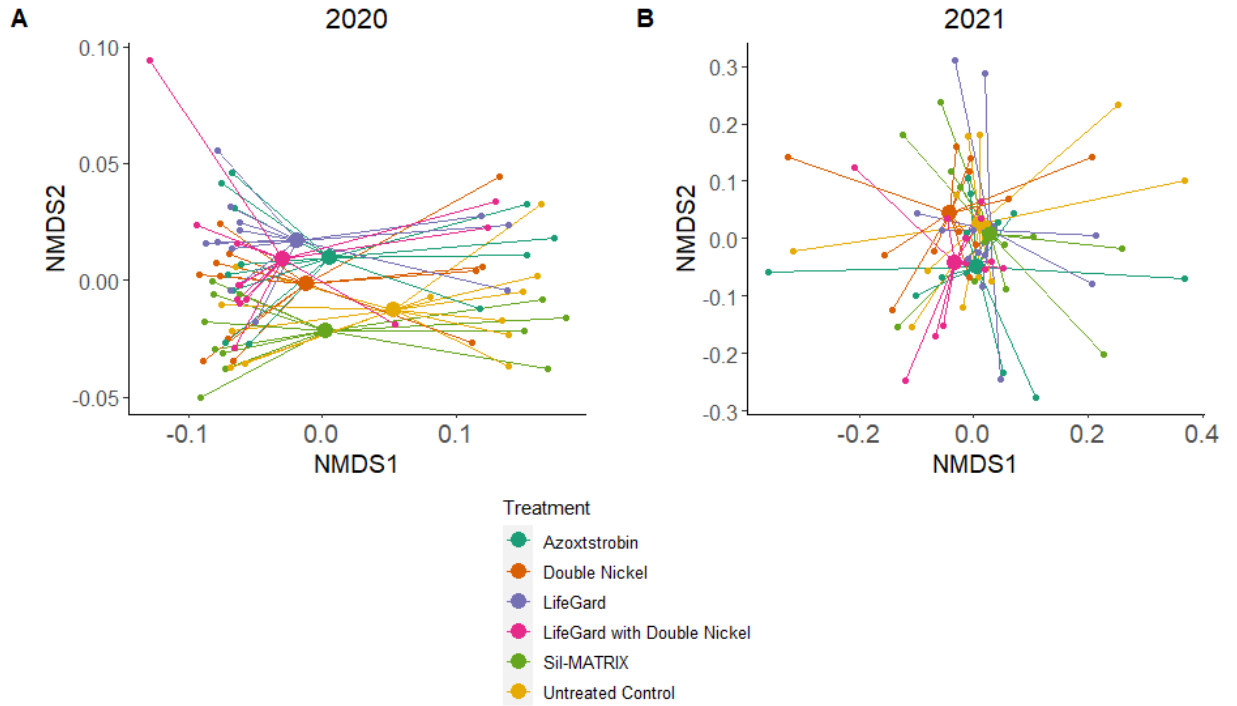 A
2020
0.10
0.05
0.00
-0.05
NMDS2
-0.1
0.0
0.1
NMDS1
B
2021
0.3
0.2
0.1
0.0
-0.1
-0.2
-0.3
NMDS2
-0.2
0.0
0.2
0.4
NMDS1
Treatment
Azoxtstrobin
Double Nickel
LifeGard
LifeGard with Double Nickel
Sil-MATRIX
Untreated Control